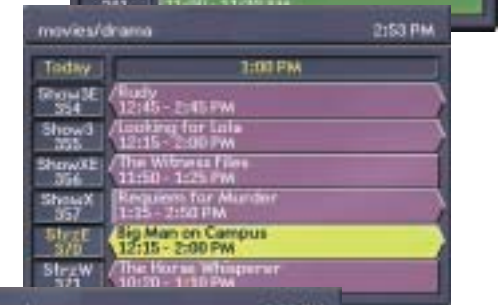 movies/drama 2:53 PM
Today 1:00 PM
Show3E Rudy
354 12:45 - 2:45 PM
Show3 Looking for Lola
355 12:15 - 2:00 PM
ShowXE The Witness Files
356 11:50 - 1:25 PM
ShowX Requiem for Murder
357 1:15 - 2:50 PM
StrzE Big Man on Campus
370 12:15 - 2:00 PM
StrzW The Horse Whisperer
371 10:20 - 1:10 PM